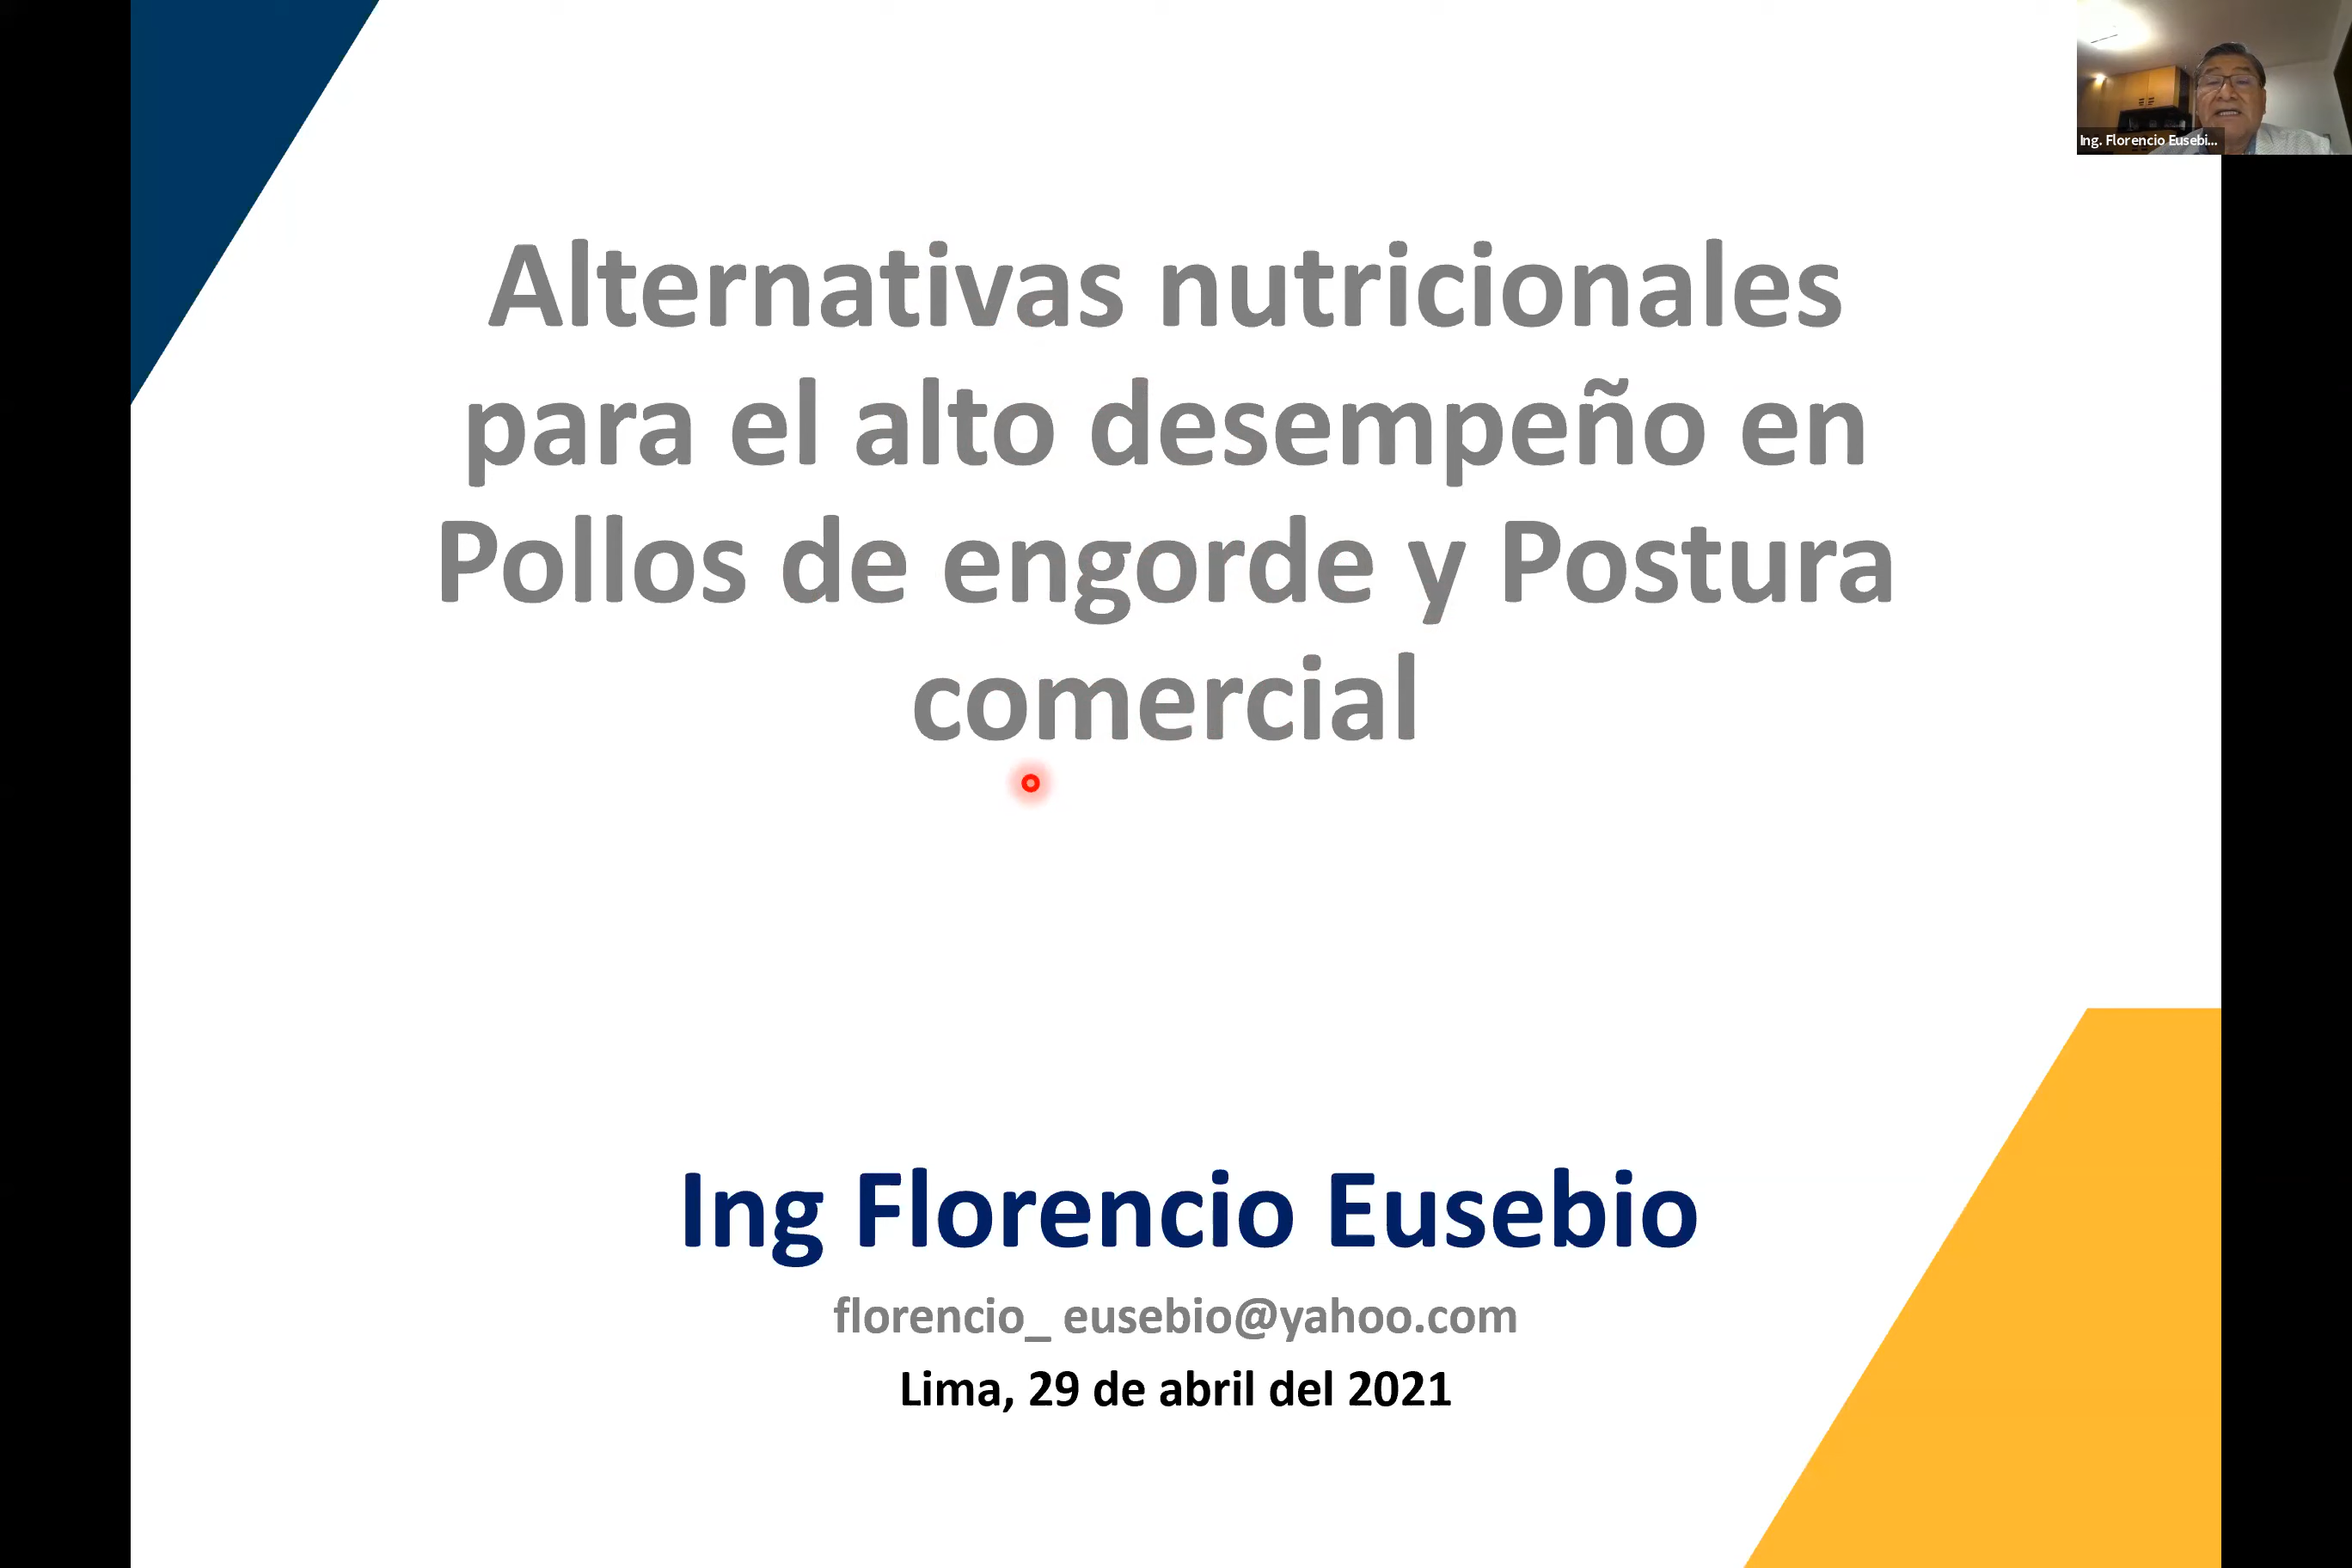 Ing. Florencio Eusebi...
Alternativas nutricionales
para el alto desempeño en
Pollos de engorde y Postura
comercial
Ing Florencio Eusebio
florencio_ eusebio@yahoo.com
Lima, 29 de abril del 2021